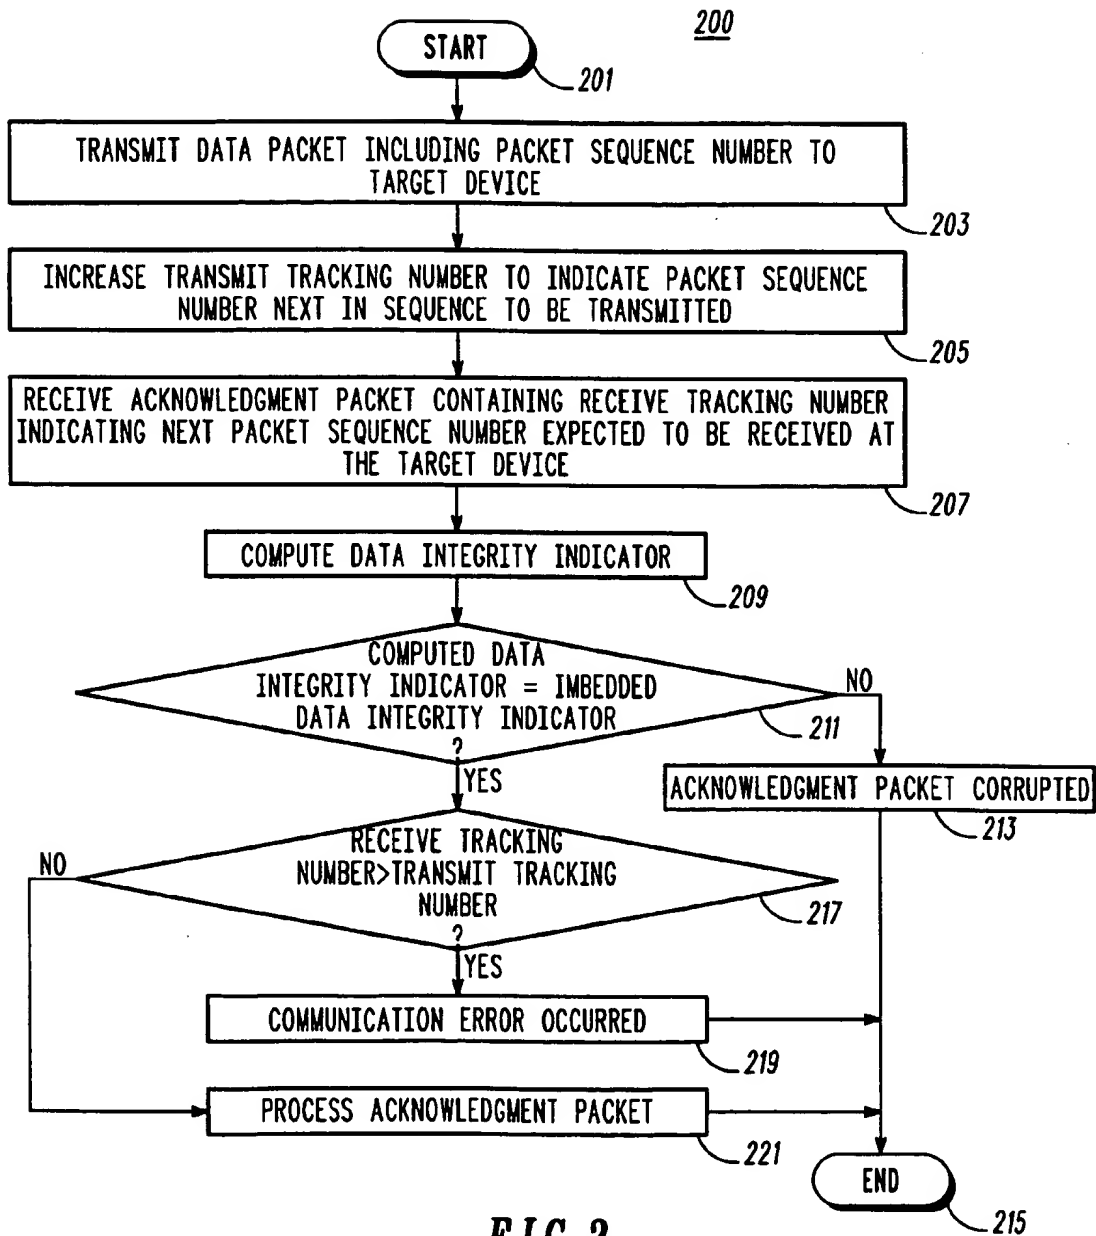 200
START
201
TRANSMIT DATA PACKET INCLUDING PACKET SEQUENCE NUMBER TO
TARGET DEVICE
203
INCREASE TRANSMIT TRACKING NUMBER TO INDICATE PACKET SEQUENCE
NUMBER NEXT IN SEQUENCE TO BE TRANSMITTED
205
RECEIVE ACKNOWLEDGMENT PACKET CONTAINING RECEIVE TRACKING NUMBER
INDICATING NEXT PACKET SEQUENCE NUMBER EXPECTED TO BE RECEIVED AT
THE TARGET DEVICE
207
COMPUTE DATA INTEGRITY INDICATOR
209
COMPUTED DATA
INTEGRITY INDICATOR = IMBEDDED
DATA INTEGRITY INDICATOR
?
211
NO
YES
ACKNOWLEDGMENT PACKET CORRUPTED
213
RECEIVE TRACKING
NUMBER>TRANSMIT TRACKING
NUMBER
?
217
NO
YES
COMMUNICATION ERROR OCCURRED
219
PROCESS ACKNOWLEDGMENT PACKET
221
END
215